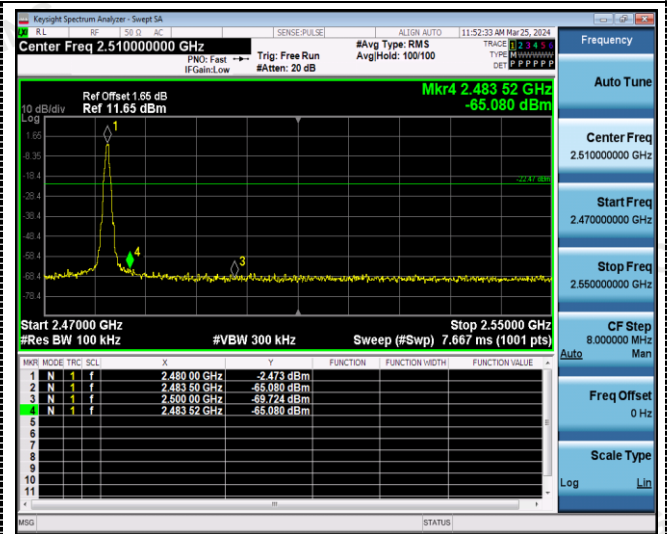 Keysight Spectrum Analyzer - Swept SA
RL RF 50 Ω AC SENSE:PULSE ALIGN AUTO 11:52:33 AM Mar 25, 2024
Center Freq 2.510000000 GHz #Avg Type: RMS TRACE 1 2 3 4 5 6
PNO: Fast Trig: Free Run Avg|Hold: 100/100 TYPE M W W W W W
IFGain:Low #Atten: 20 dB DET P P P P P P
Frequency
Auto Tune
Center Freq
2.510000000 GHz
Start Freq
2.470000000 GHz
Stop Freq
2.550000000 GHz
CF Step
8.000000 MHz
Auto Man
Freq Offset
0 Hz
Scale Type
Log Lin
Mkr4 2.483 52 GHz
-65.080 dBm
Ref Offset 1.65 dB
10 dB/div Ref 11.65 dBm
Log
1
1.65
-8.35
-18.4
-22.47 dBm
-28.4
-38.4
-48.4
4
-58.4
3
-68.4
-78.4
Start 2.47000 GHz Stop 2.55000 GHz
#Res BW 100 kHz #VBW 300 kHz Sweep (#Swp) 7.667 ms (1001 pts)
MKR MODE TRC SCL X Y FUNCTION FUNCTION WIDTH FUNCTION VALUE
1 N 1 f 2.480 00 GHz -2.473 dBm
2 N 1 f 2.483 50 GHz -65.080 dBm
3 N 1 f 2.500 00 GHz -69.724 dBm
4 N 1 f 2.483 52 GHz -65.080 dBm
5
6
7
8
9
10
11
MSG STATUS